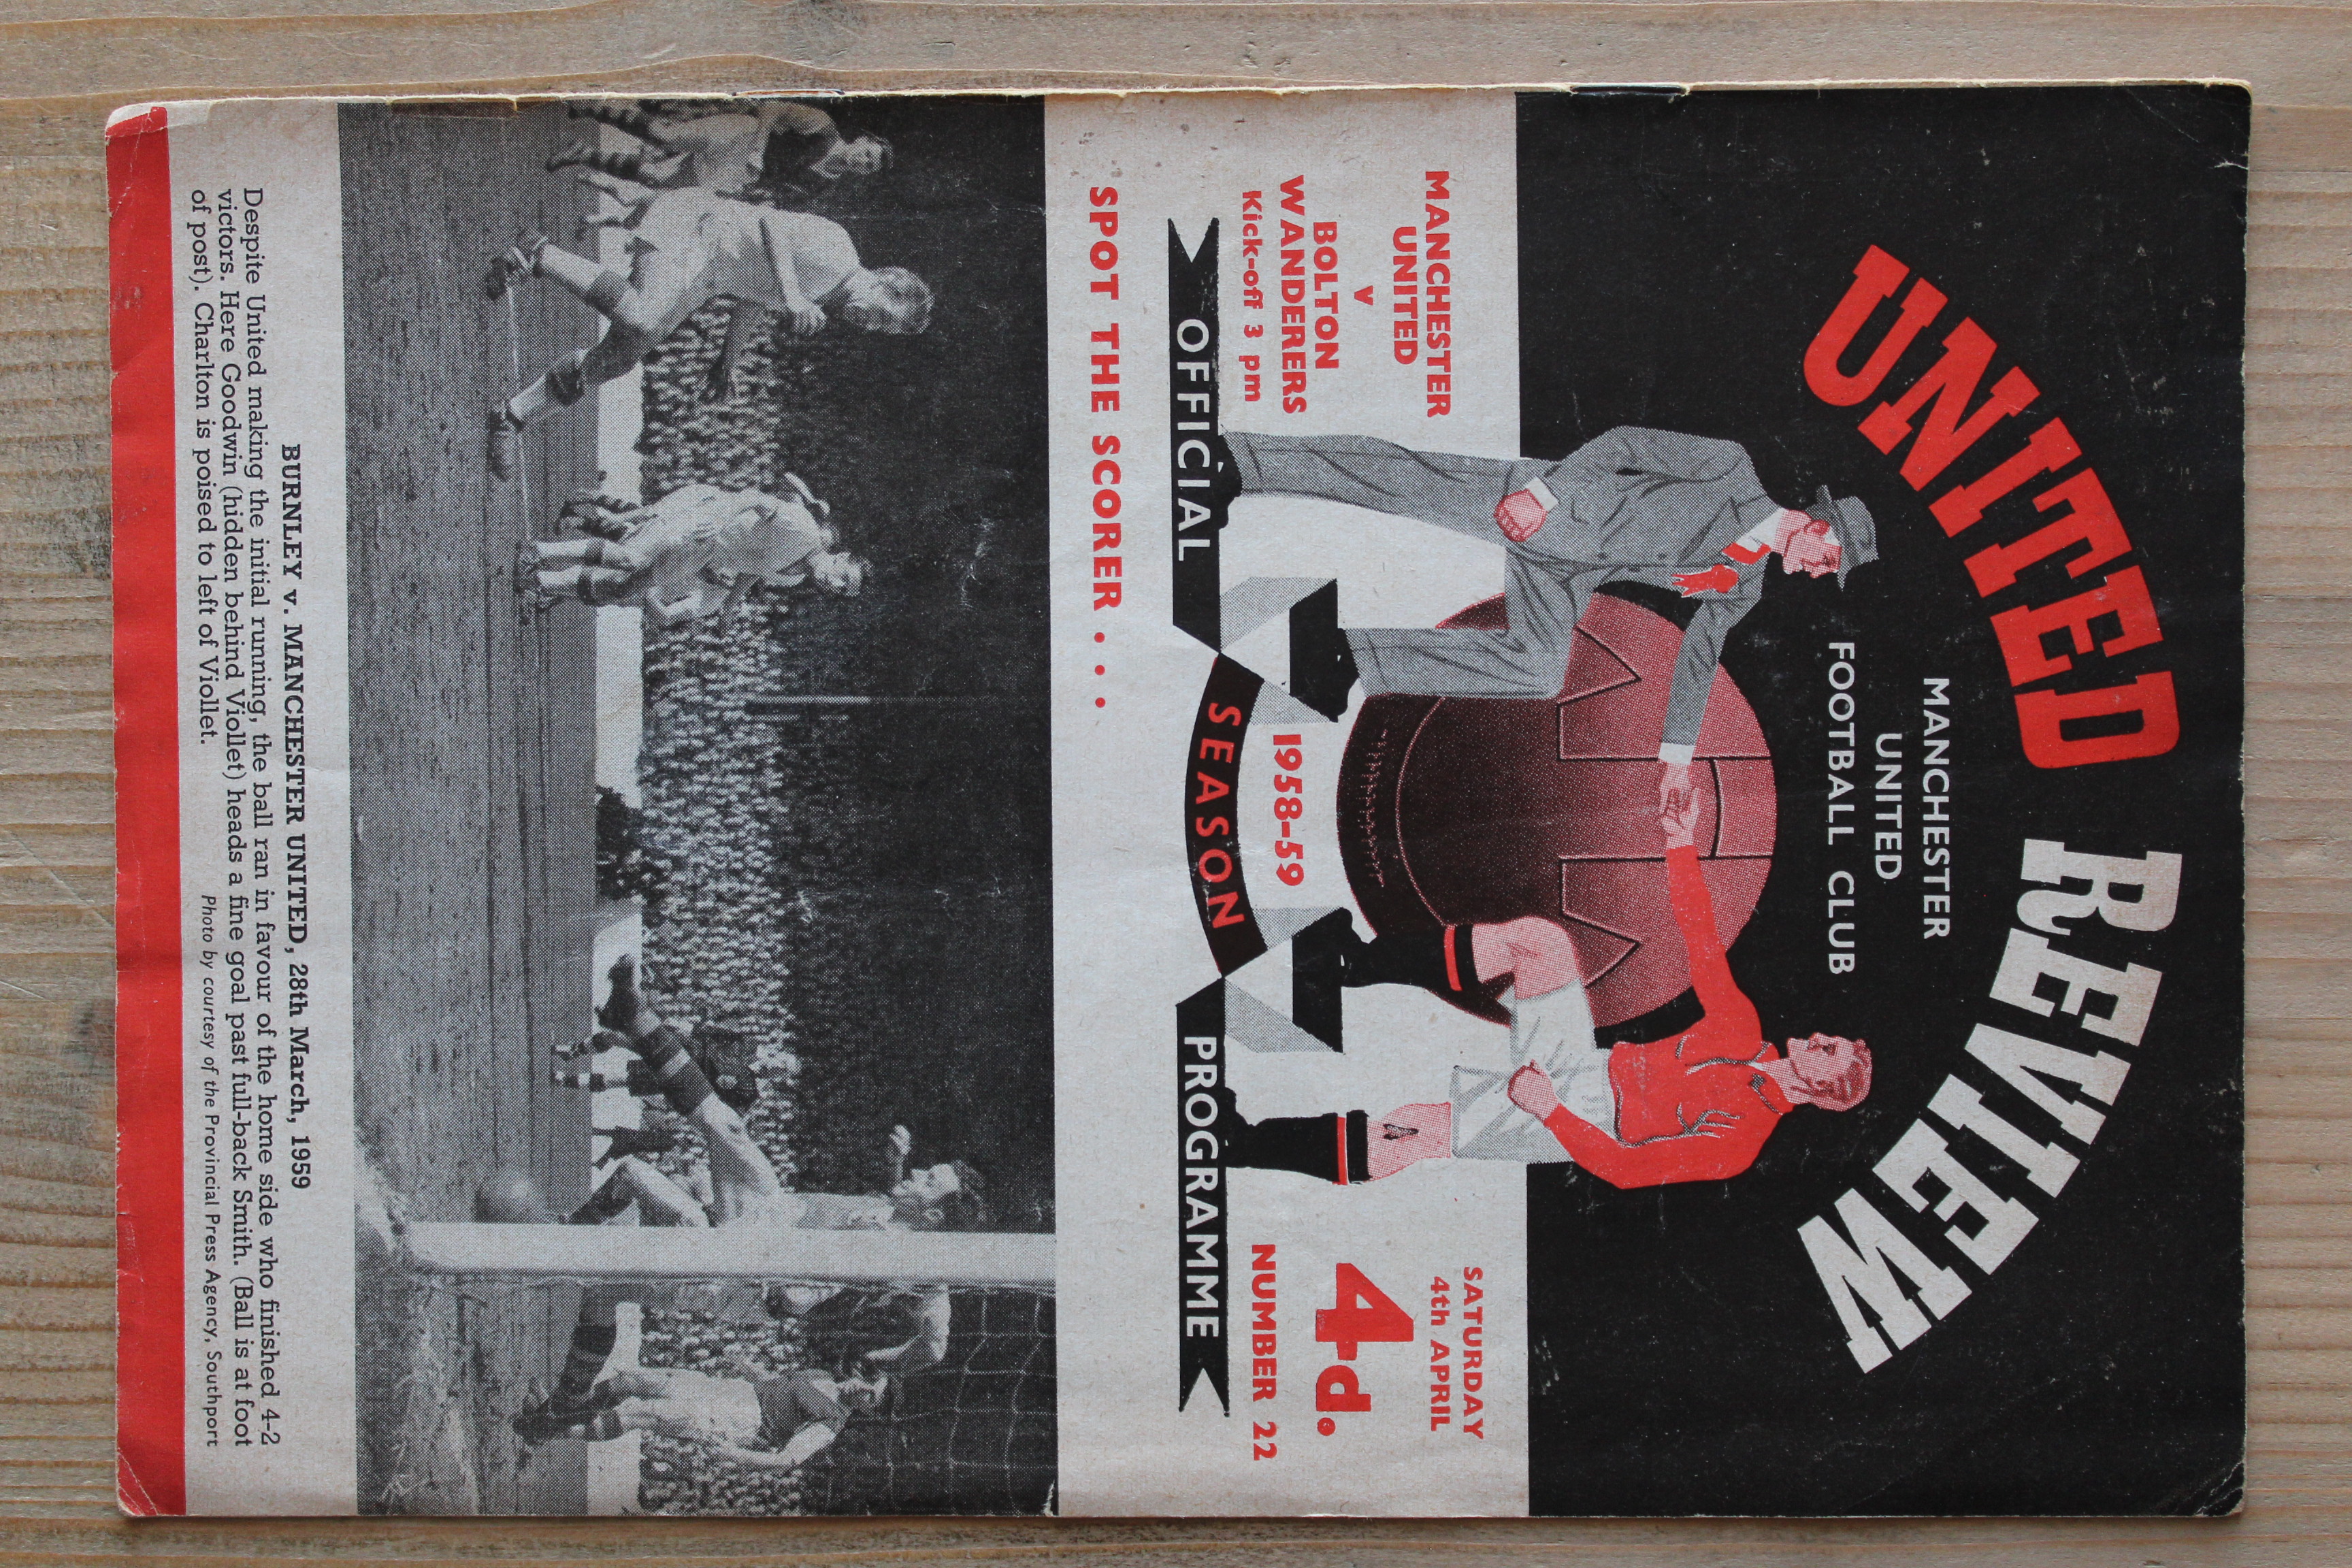 UNITED REVIEW
MANCHESTER
UNITED
FOOTBALL CLUB
MANCHESTER
UNITED
v
BOLTON
WANDERERS
Kick-off 3 pm
SATURDAY
4th APRIL
4d.
NUMBER 22
1958-59
OFFICIAL SEASON PROGRAMME
SPOT THE SCORER . . .
BURNLEY v. MANCHESTER UNITED, 28th March, 1959
Despite United making the initial running, the ball ran in favour of the home side who finished 4-2
victors. Here Goodwin (hidden behind Viollet) heads a fine goal past full-back Smith. (Ball is at foot
of post). Charlton is poised to left of Viollet.
Photo by courtesy of the Provincial Press Agency, Southport